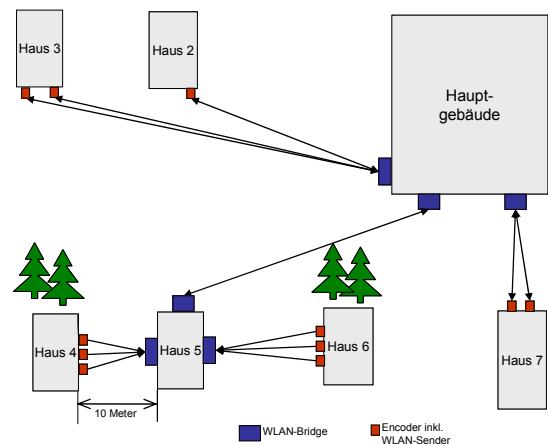 Haus 3
Haus 2
Haupt-
gebäude
Haus 4
Haus 5
Haus 6
Haus 7
10 Meter
WLAN-Bridge
Encoder inkl.
WLAN-Sender